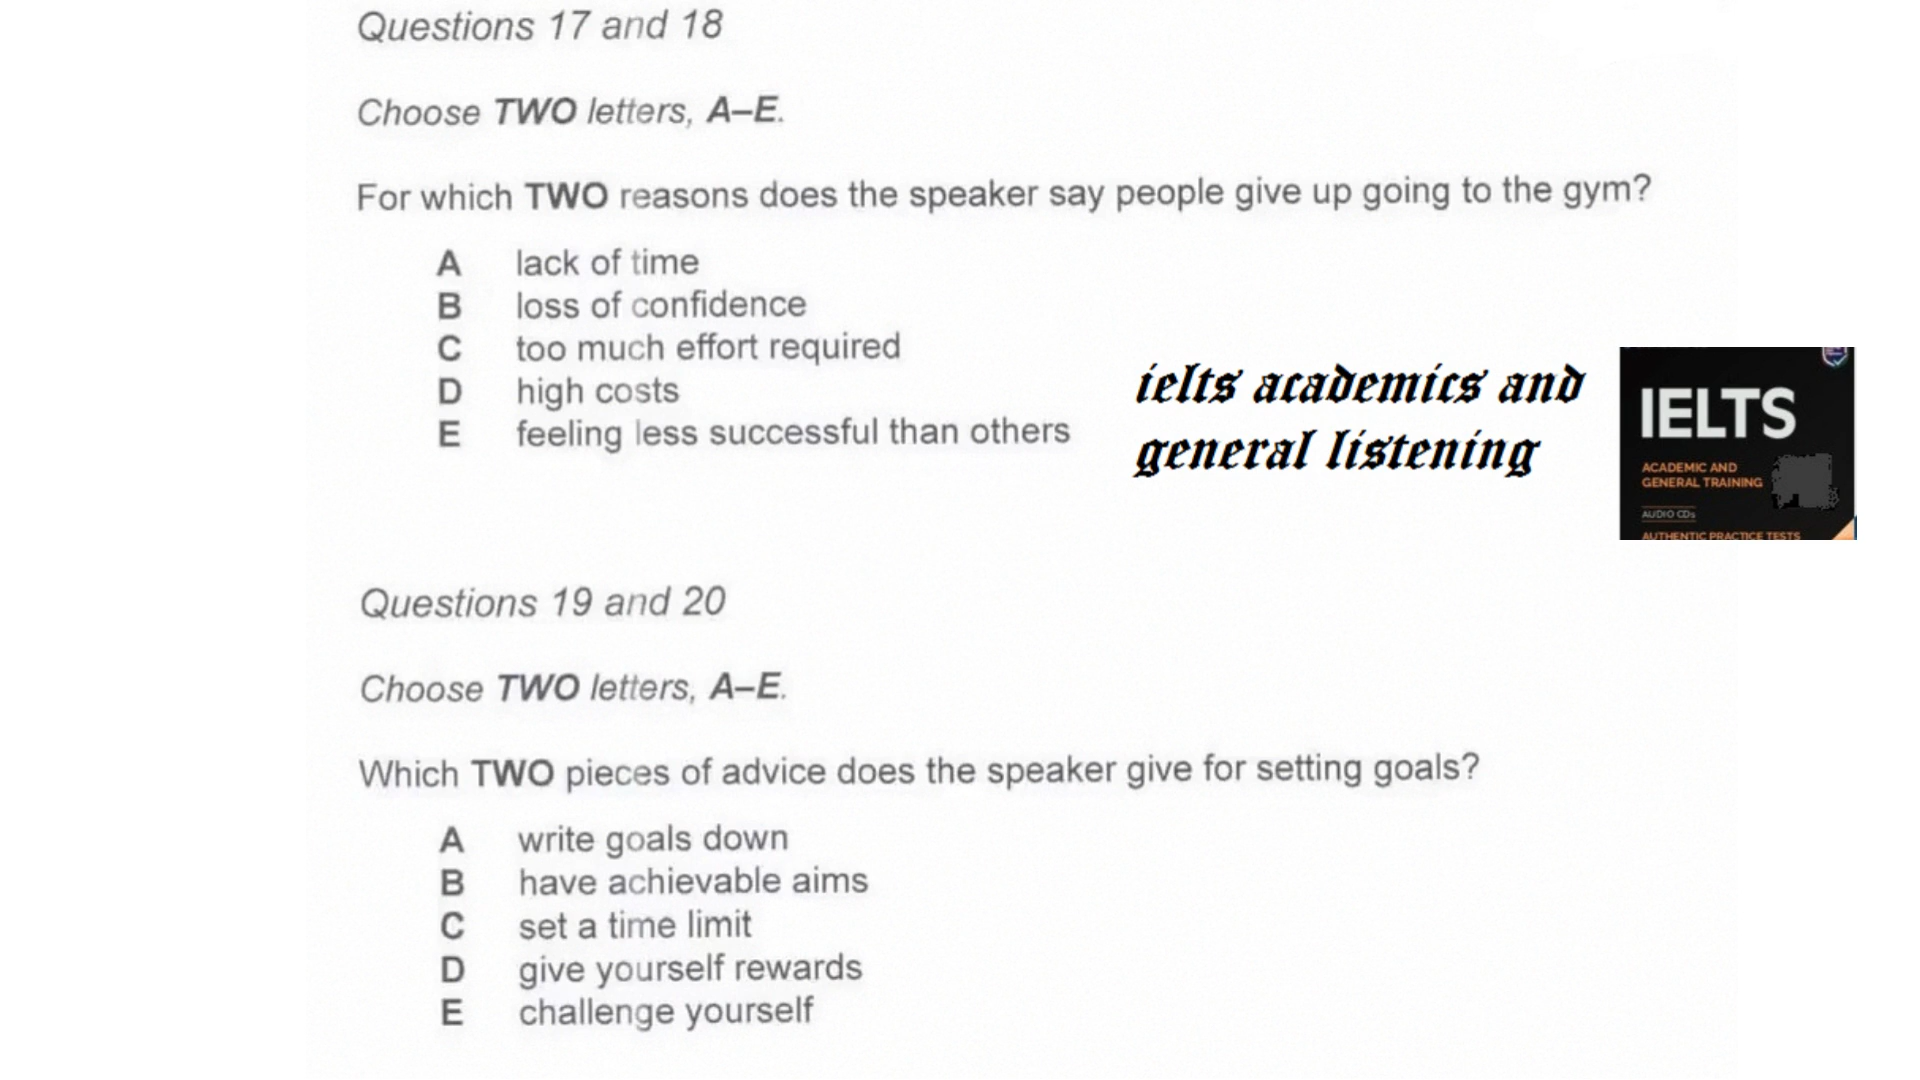 Questions 17 and 18
Choose TWO letters, A–E.
For which TWO reasons does the speaker say people give up going to the gym?
A lack of time
B loss of confidence
C too much effort required
D high costs
E feeling less successful than others
ielts academics and
general listening
IELTS
ACADEMIC AND
GENERAL TRAINING
AUDIO CDs
AUTHENTIC PRACTICE TESTS
Questions 19 and 20
Choose TWO letters, A–E.
Which TWO pieces of advice does the speaker give for setting goals?
A write goals down
B have achievable aims
C set a time limit
D give yourself rewards
E challenge yourself